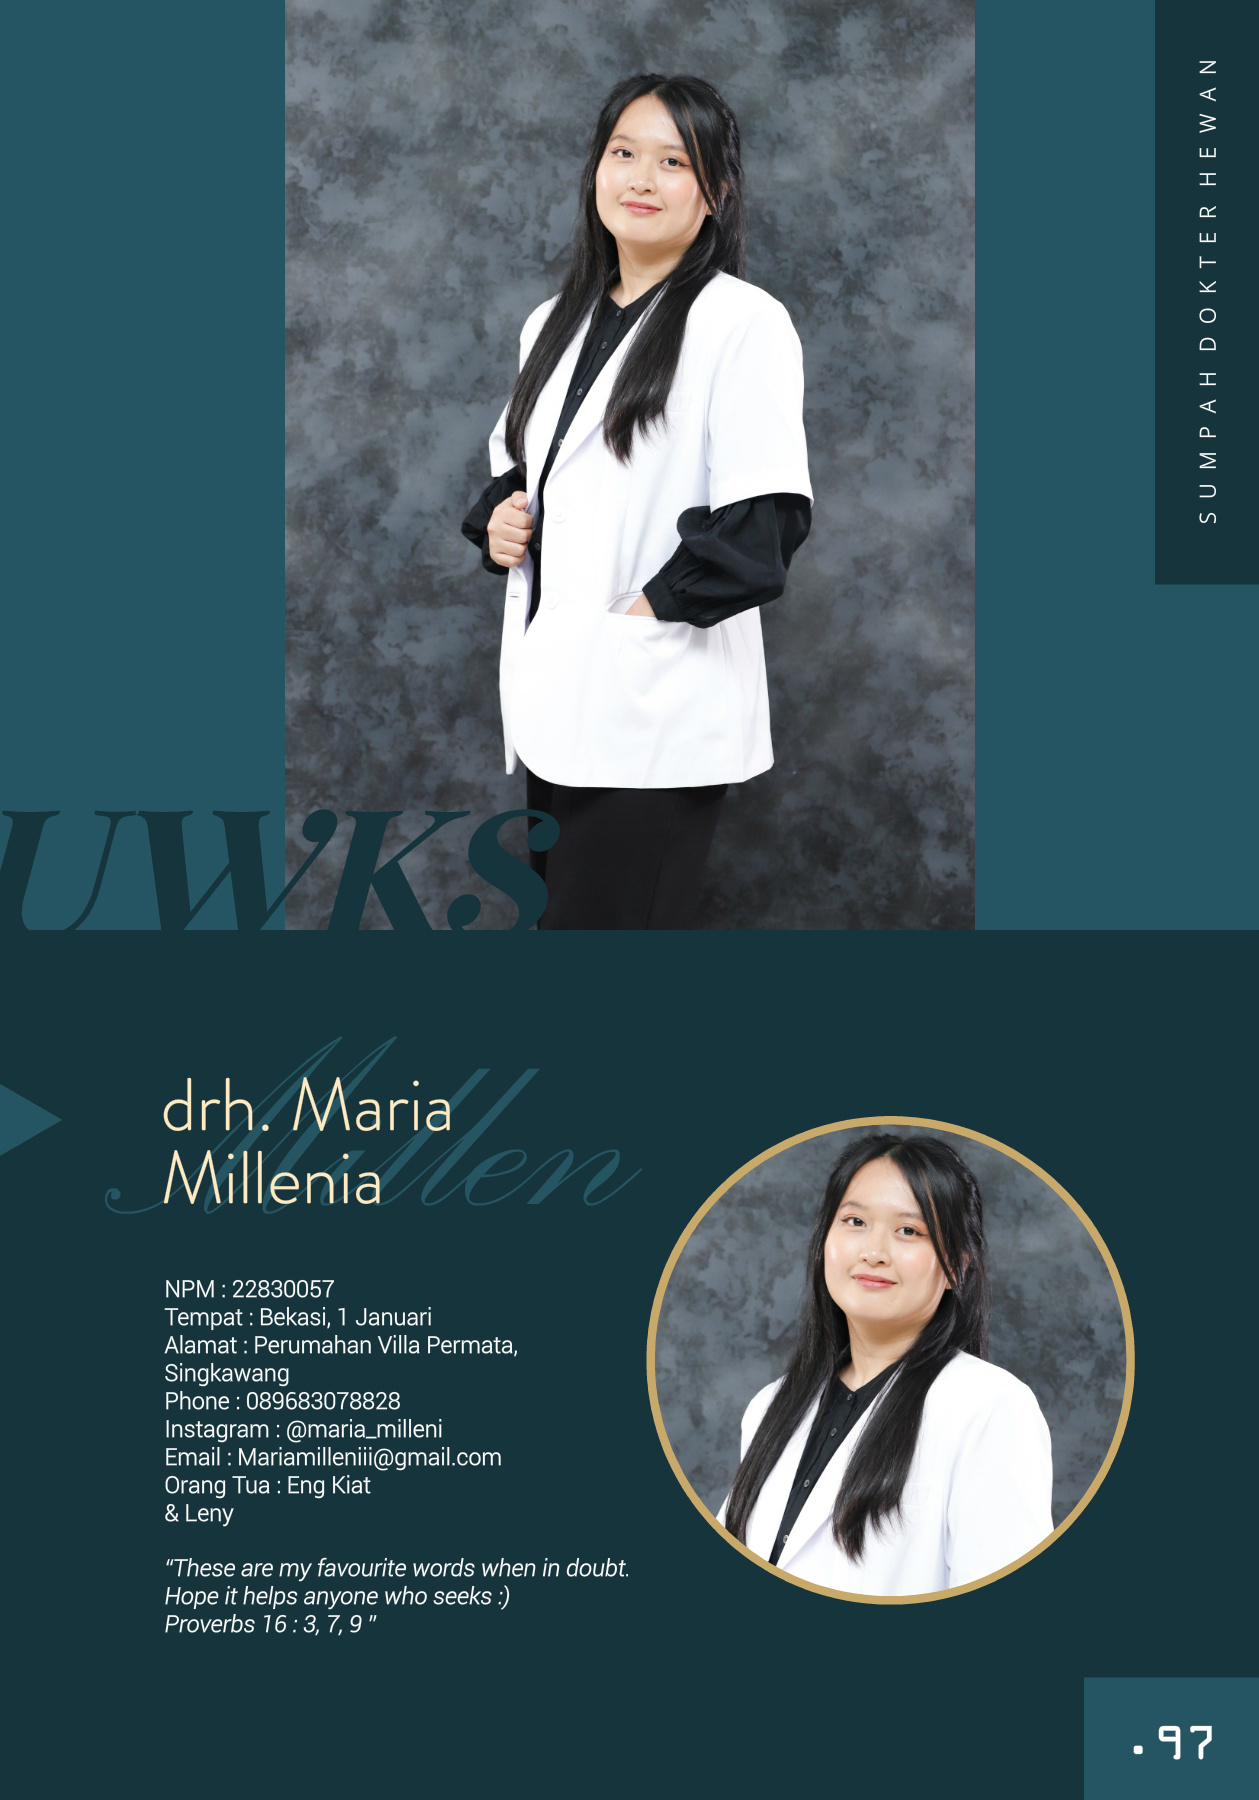 SUMPAH DOKTER HEWAN
UWKS
Millen
drh. Maria
Millenia
NPM : 22830057
Tempat : Bekasi, 1 Januari
Alamat : Perumahan Villa Permata,
Singkawang
Phone : 089683078828
Instagram : @maria_milleni
Email : Mariamilleniii@gmail.com
Orang Tua : Eng Kiat
& Leny
“These are my favourite words when in doubt.
Hope it helps anyone who seeks :)
Proverbs 16 : 3, 7, 9 ”
.97